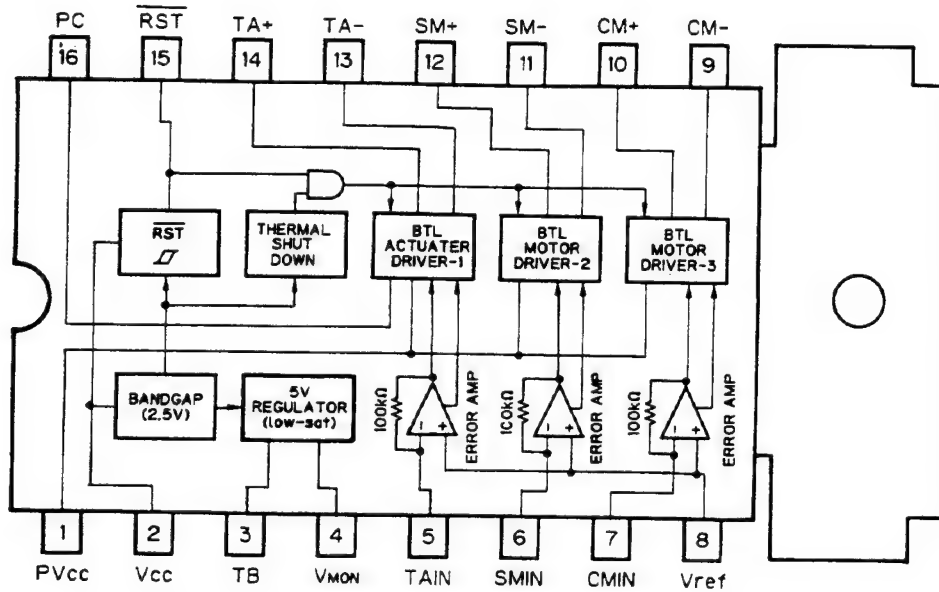 PC RST TA+ TA- SM+ SM- CM+ CM-
16 15 14 13 12 11 10 9
RST
THERMAL
SHUT
DOWN
BTL
ACTUATER
DRIVER-1
BTL
MOTOR
DRIVER-2
BTL
MOTOR
DRIVER-3
BANDGAP
(2.5V)
5V
REGULATOR
(low-sat)
100kΩ
- +
ERROR AMP
100kΩ
- +
ERROR AMP
100kΩ
- +
ERROR AMP
1 2 3 4 5 6 7 8
PVcc Vcc TB VMON TAIN SMIN CMIN Vref